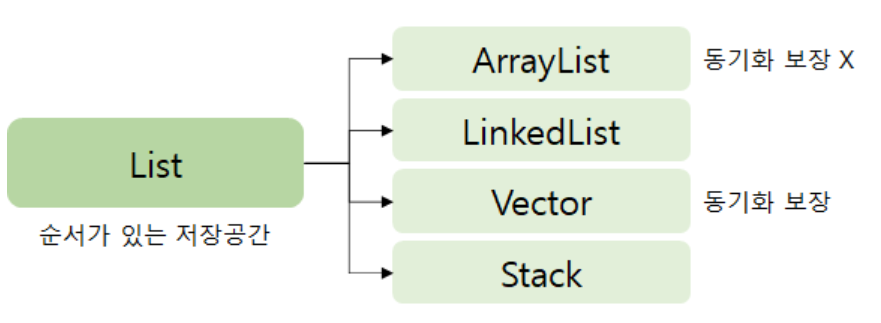 ArrayList 동기화 보장 X
LinkedList
List
Vector 동기화 보장
순서가 있는 저장공간
Stack